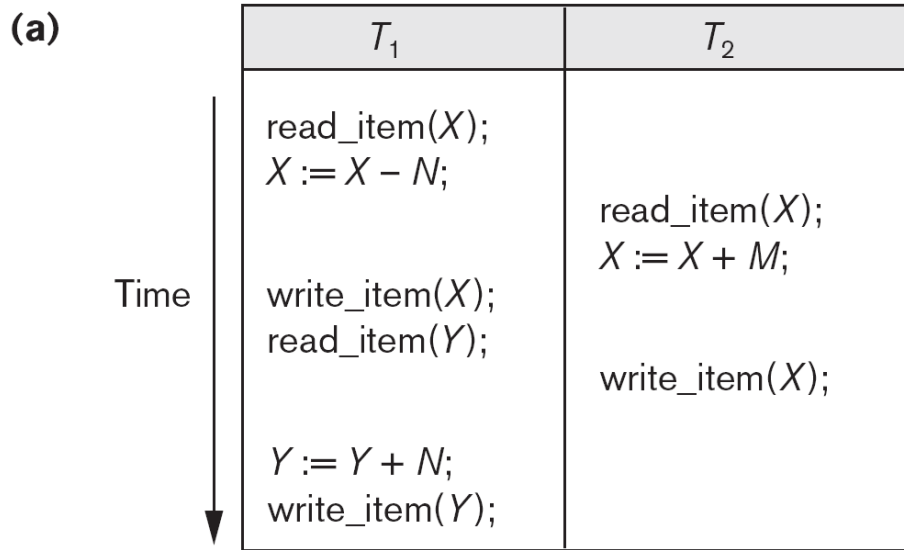 (a)
T₁ T₂
read_item(X);
X := X – N;
read_item(X);
X := X + M;
Time
write_item(X);
read_item(Y);
write_item(X);
Y := Y + N;
write_item(Y);